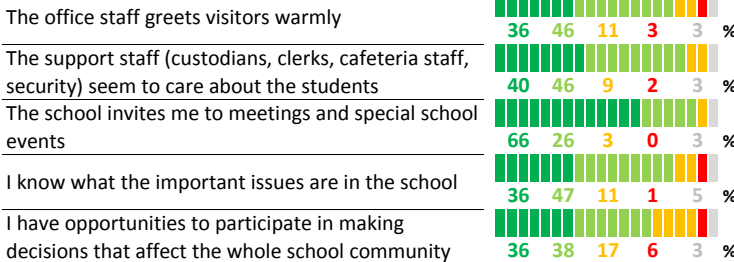 The office staff greets visitors warmly
36 46 11 3 3 %
The support staff (custodians, clerks, cafeteria staff,
security) seem to care about the students
40 46 9 2 3 %
The school invites me to meetings and special school
events
66 26 3 0 3 %
I know what the important issues are in the school
36 47 11 1 5 %
I have opportunities to participate in making
decisions that affect the whole school community
36 38 17 6 3 %